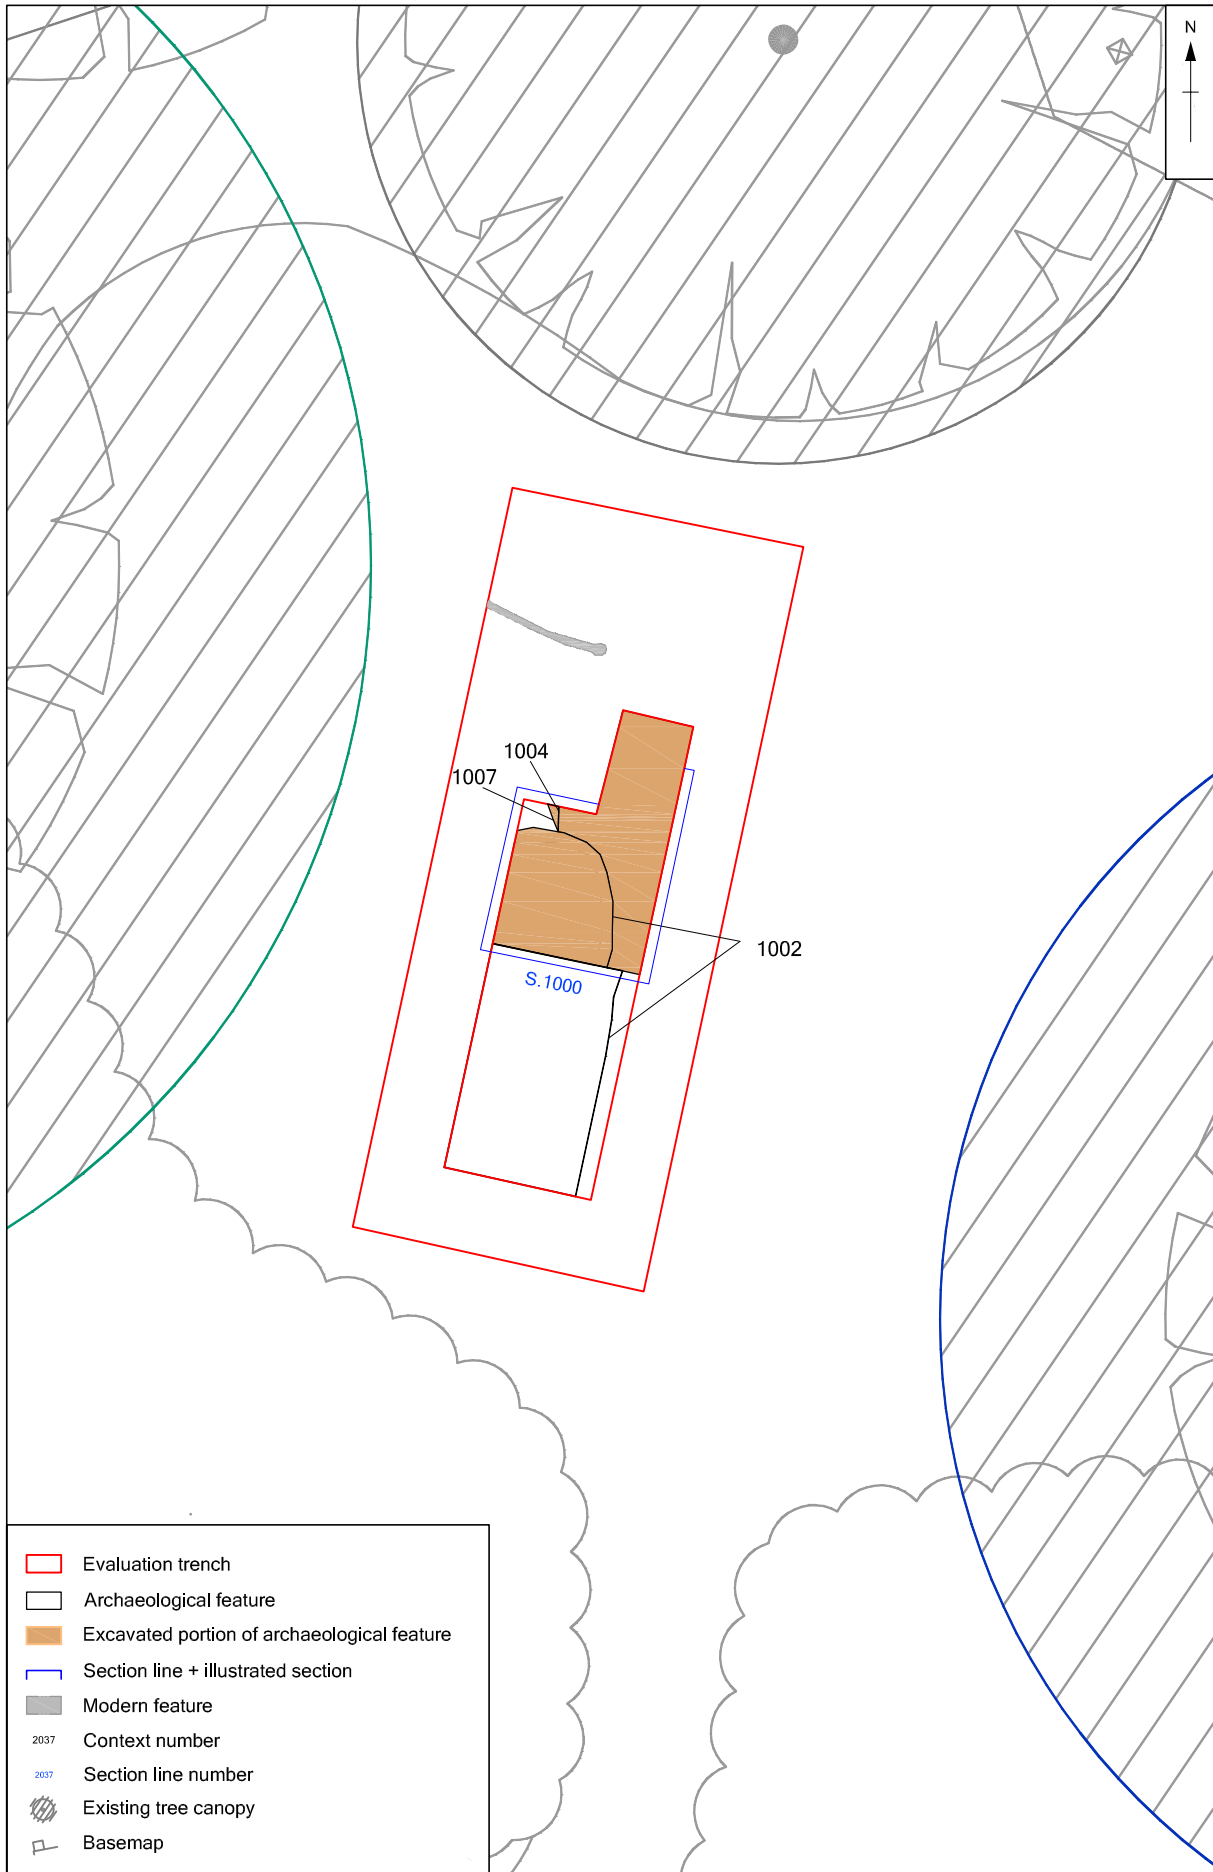 N
1004
1007
1002
S.1000
Evaluation trench
Archaeological feature
Excavated portion of archaeological feature
Section line + illustrated section
Modern feature
2037 Context number
2037 Section line number
Existing tree canopy
Basemap